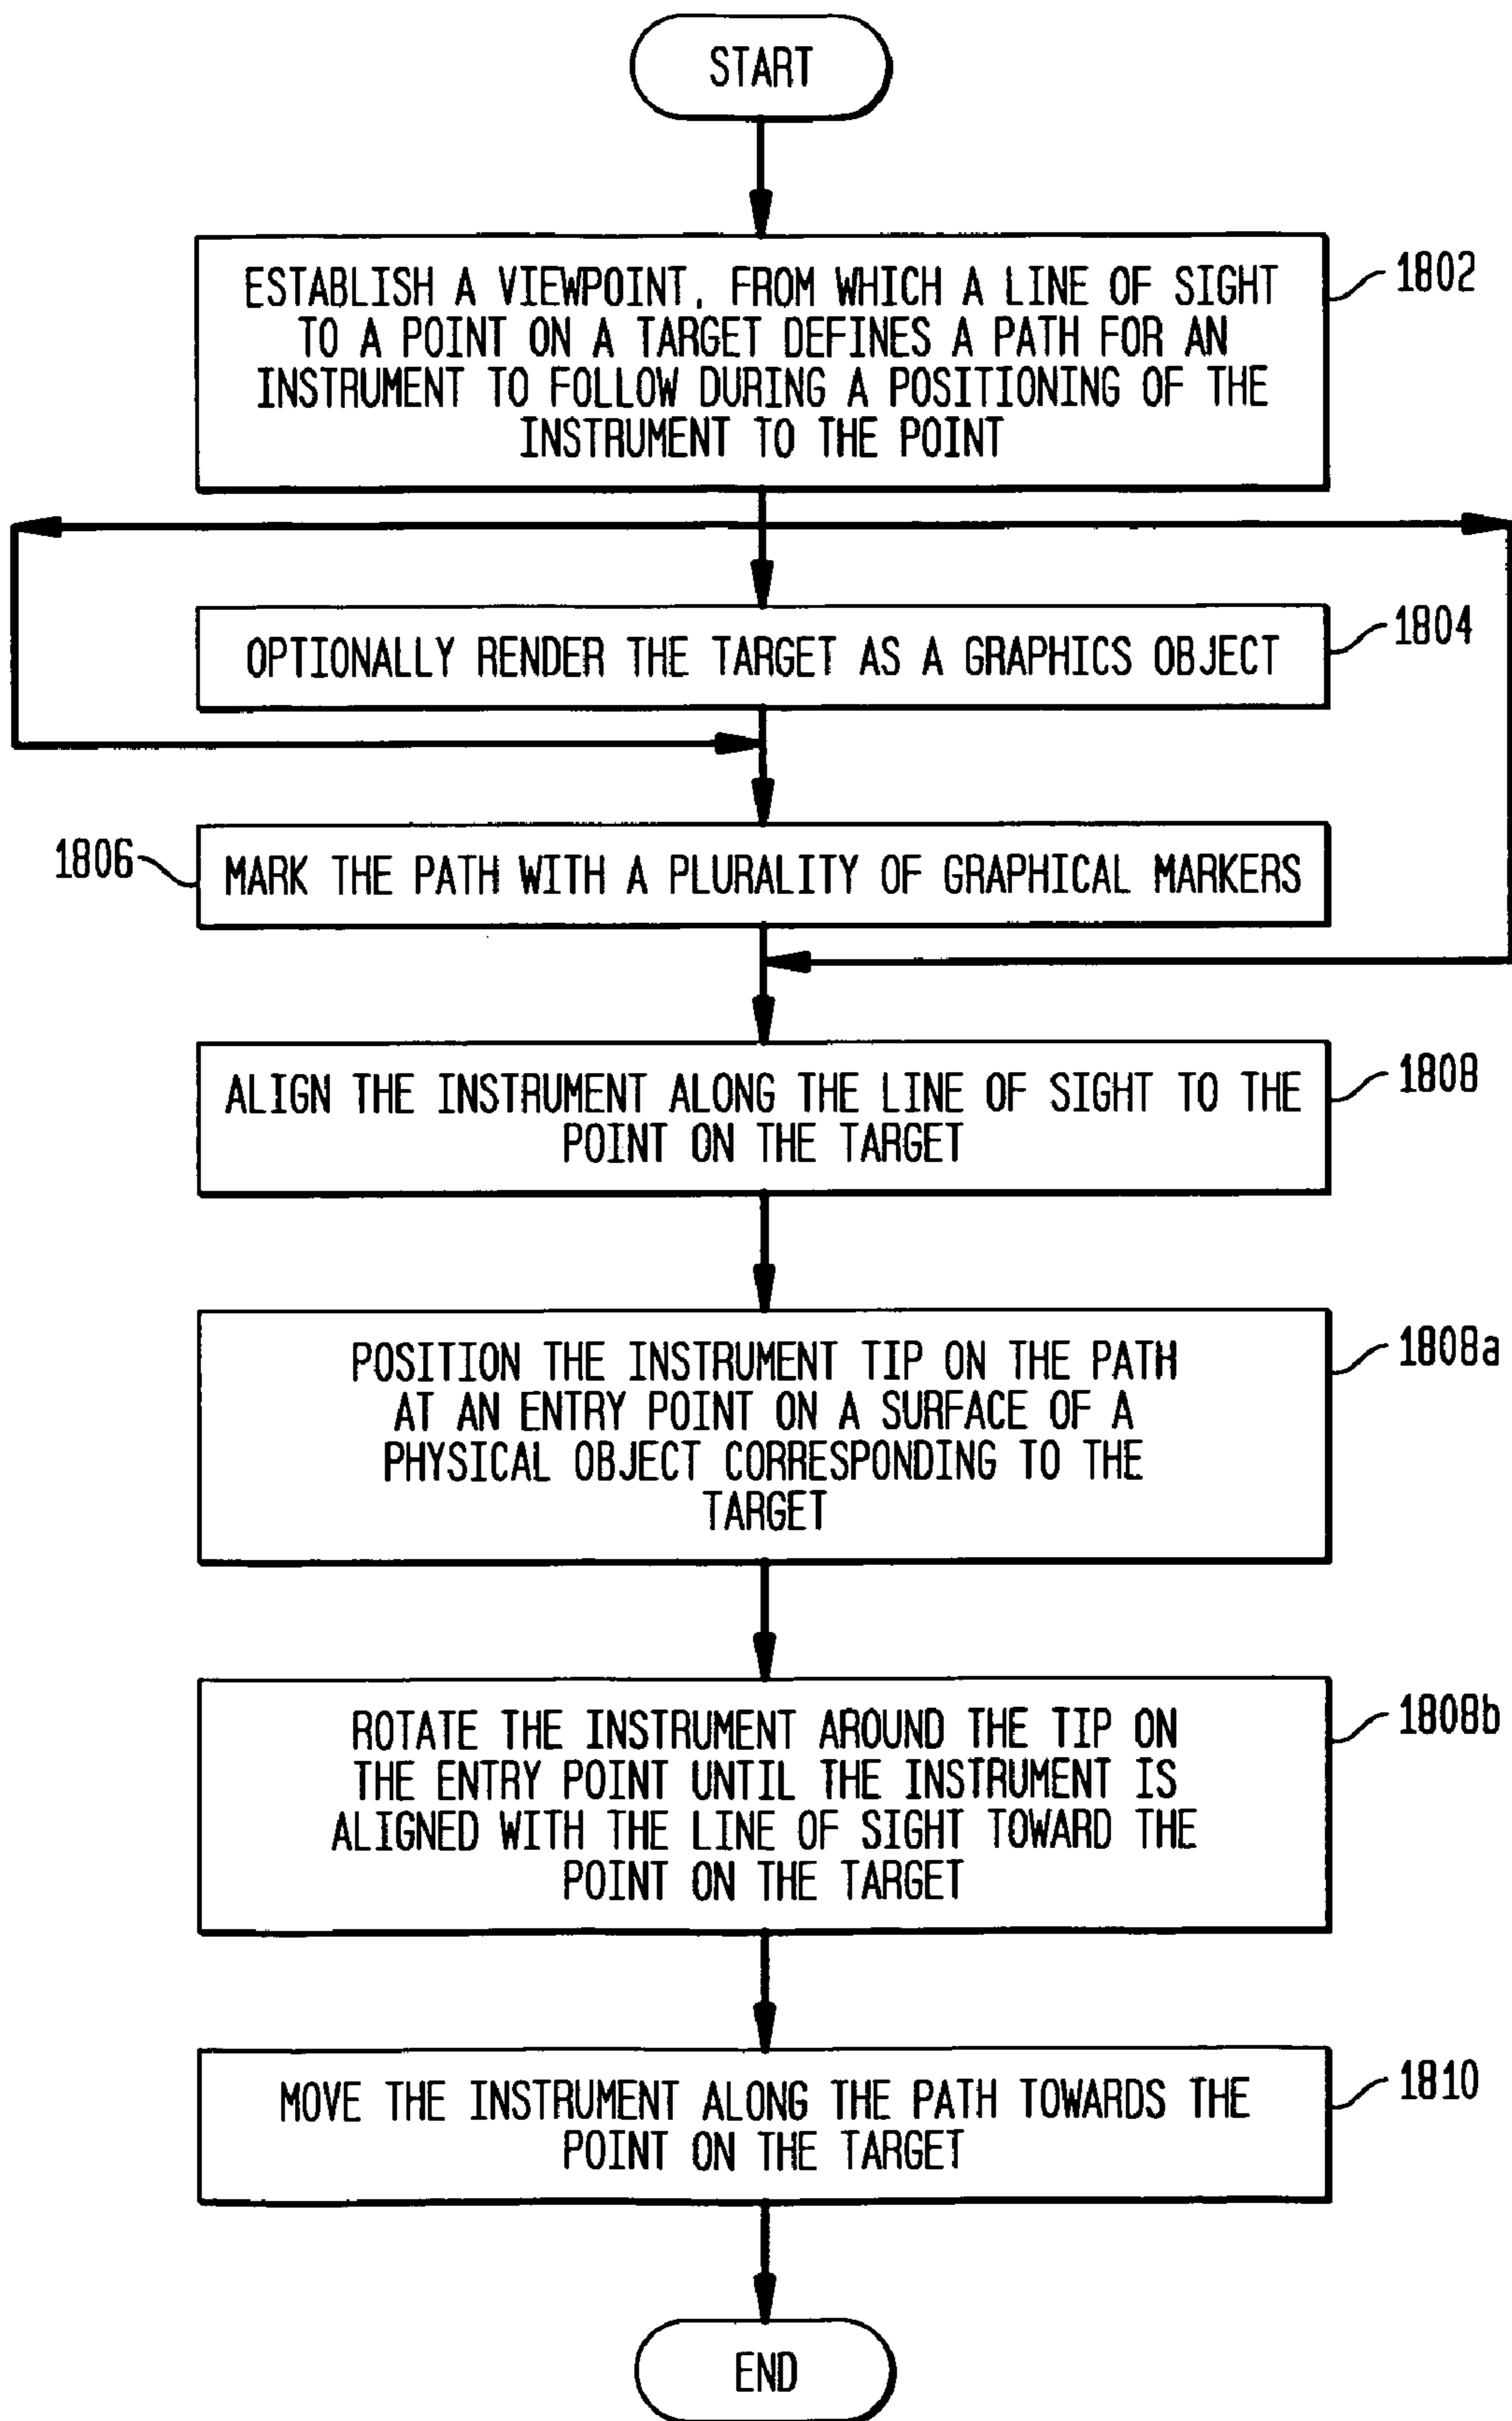 START
ESTABLISH A VIEWPOINT, FROM WHICH A LINE OF SIGHT
TO A POINT ON A TARGET DEFINES A PATH FOR AN
INSTRUMENT TO FOLLOW DURING A POSITIONING OF THE
INSTRUMENT TO THE POINT
1802
OPTIONALLY RENDER THE TARGET AS A GRAPHICS OBJECT
1804
1806
MARK THE PATH WITH A PLURALITY OF GRAPHICAL MARKERS
ALIGN THE INSTRUMENT ALONG THE LINE OF SIGHT TO THE
POINT ON THE TARGET
1808
POSITION THE INSTRUMENT TIP ON THE PATH
AT AN ENTRY POINT ON A SURFACE OF A
PHYSICAL OBJECT CORRESPONDING TO THE
TARGET
1808a
ROTATE THE INSTRUMENT AROUND THE TIP ON
THE ENTRY POINT UNTIL THE INSTRUMENT IS
ALIGNED WITH THE LINE OF SIGHT TOWARD THE
POINT ON THE TARGET
1808b
MOVE THE INSTRUMENT ALONG THE PATH TOWARDS THE
POINT ON THE TARGET
1810
END